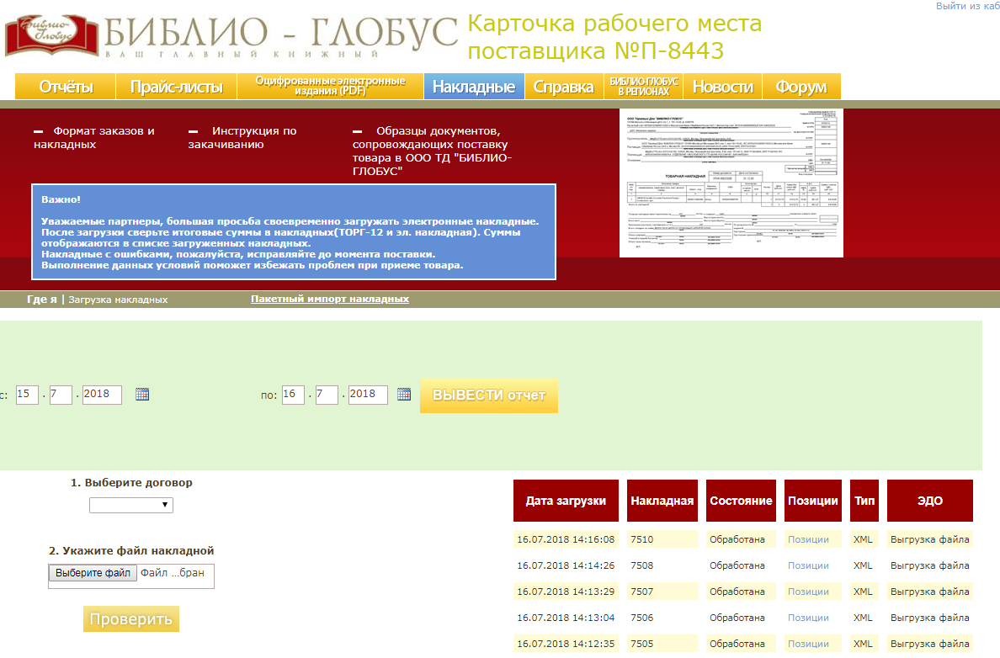 Выйти из каб
Библио-Глобус
БИБЛИО - ГЛОБУС
ВАШ ГЛАВНЫЙ КНИЖНЫЙ
Карточка рабочего места
поставщика №П-8443
Отчёты
Прайс-листы
Оцифрованные электронные
издания (PDF)
Накладные
Справка
БИБЛИО-ГЛОБУС
В РЕГИОНАХ
Новости
Форум
Формат заказа и
накладных
Инструкция по
закачиванию
Образцы документов,
сопровождающих поставку
товара в ООО ТД "БИБЛИО-
ГЛОБУС"
ТОВАРНАЯ НАКЛАДНАЯ
Важно!
Уважаемые партнеры, большая просьба своевременно загружать электронные накладные.
После загрузки сверьте итоговые суммы в накладных(ТОРГ-12 и эл. накладная). Суммы
отображаются в списке загруженных накладных.
Накладные с ошибками, пожалуйста, исправляйте до момента поставки.
Выполнение данных условий поможет избежать проблем при приеме товара.
Где я | Загрузка накладных
Пакетный импорт накладных
с: 15 . 7 . 2018
по: 16 . 7 . 2018
ВЫВЕСТИ отчет
1. Выберите договор
2. Укажите файл накладной
Выберите файл Файл ...бран
Проверить
Дата загрузки Накладная Состояние Позиции Тип ЭДО
16.07.2018 14:16:08 7510 Обработана Позиции XML Выгрузка файла
16.07.2018 14:14:26 7508 Обработана Позиции XML Выгрузка файла
16.07.2018 14:13:29 7507 Обработана Позиции XML Выгрузка файла
16.07.2018 14:13:04 7506 Обработана Позиции XML Выгрузка файла
16.07.2018 14:12:35 7505 Обработана Позиции XML Выгрузка файла